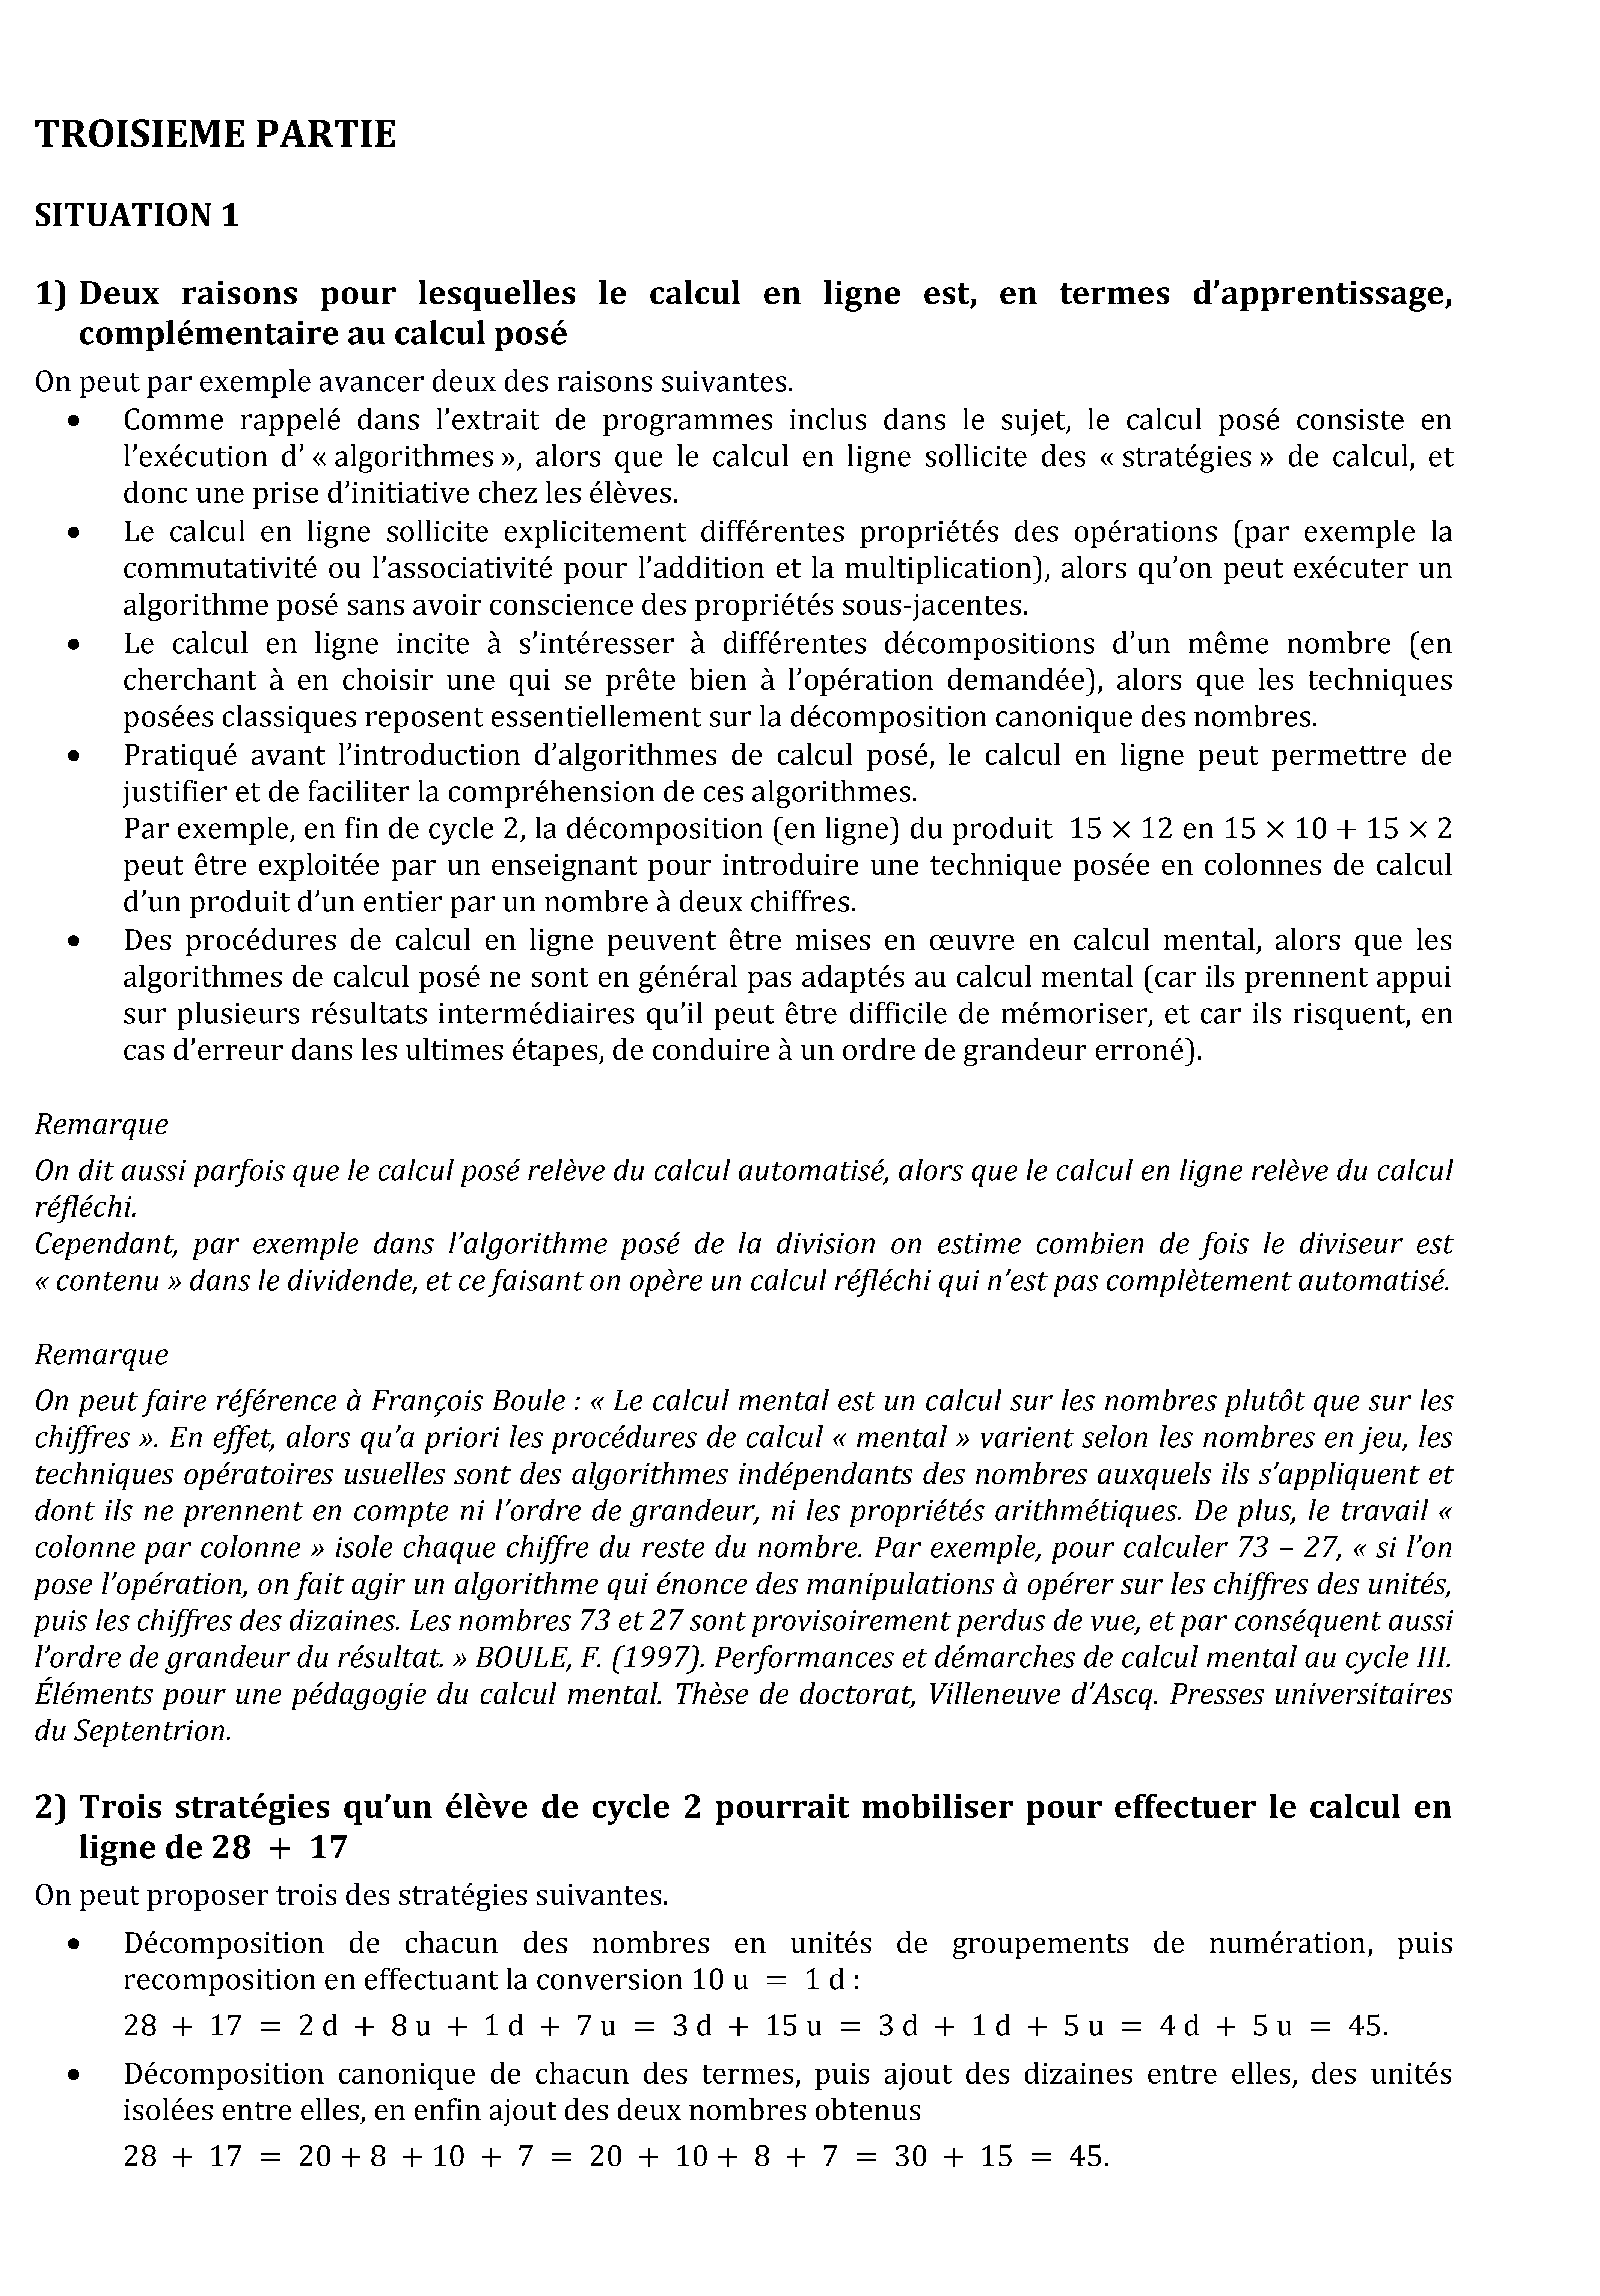 TROISIEME PARTIE
SITUATION 1
1) Deux raisons pour lesquelles le calcul en ligne est, en termes d’apprentissage,
complémentaire au calcul posé
On peut par exemple avancer deux des raisons suivantes.
• Comme rappelé dans l’extrait de programmes inclus dans le sujet, le calcul posé consiste en
l’exécution d’ « algorithmes », alors que le calcul en ligne sollicite des « stratégies » de calcul, et
donc une prise d’initiative chez les élèves.
• Le calcul en ligne sollicite explicitement différentes propriétés des opérations (par exemple la
commutativité ou l’associativité pour l’addition et la multiplication), alors qu’on peut exécuter un
algorithme posé sans avoir conscience des propriétés sous-jacentes.
• Le calcul en ligne incite à s’intéresser à différentes décompositions d’un même nombre (en
cherchant à en choisir une qui se prête bien à l’opération demandée), alors que les techniques
posées classiques reposent essentiellement sur la décomposition canonique des nombres.
• Pratiqué avant l’introduction d’algorithmes de calcul posé, le calcul en ligne peut permettre de
justifier et de faciliter la compréhension de ces algorithmes.
Par exemple, en fin de cycle 2, la décomposition (en ligne) du produit 15 × 12 en 15 × 10 + 15 × 2
peut être exploitée par un enseignant pour introduire une technique posée en colonnes de calcul
d’un produit d’un entier par un nombre à deux chiffres.
• Des procédures de calcul en ligne peuvent être mises en œuvre en calcul mental, alors que les
algorithmes de calcul posé ne sont en général pas adaptés au calcul mental (car ils prennent appui
sur plusieurs résultats intermédiaires qu’il peut être difficile de mémoriser, et car ils risquent, en
cas d’erreur dans les ultimes étapes, de conduire à un ordre de grandeur erroné).
Remarque
On dit aussi parfois que le calcul posé relève du calcul automatisé, alors que le calcul en ligne relève du calcul
réfléchi.
Cependant, par exemple dans l’algorithme posé de la division on estime combien de fois le diviseur est
« contenu » dans le dividende, et ce faisant on opère un calcul réfléchi qui n’est pas complètement automatisé.
Remarque
On peut faire référence à François Boule : « Le calcul mental est un calcul sur les nombres plutôt que sur les
chiffres ». En effet, alors qu’a priori les procédures de calcul « mental » varient selon les nombres en jeu, les
techniques opératoires usuelles sont des algorithmes indépendants des nombres auxquels ils s’appliquent et
dont ils ne prennent en compte ni l’ordre de grandeur, ni les propriétés arithmétiques. De plus, le travail «
colonne par colonne » isole chaque chiffre du reste du nombre. Par exemple, pour calculer 73 – 27, « si l’on
pose l’opération, on fait agir un algorithme qui énonce des manipulations à opérer sur les chiffres des unités,
puis les chiffres des dizaines. Les nombres 73 et 27 sont provisoirement perdus de vue, et par conséquent aussi
l’ordre de grandeur du résultat. » BOULE, F. (1997). Performances et démarches de calcul mental au cycle III.
Éléments pour une pédagogie du calcul mental. Thèse de doctorat, Villeneuve d’Ascq. Presses universitaires
du Septentrion.
2) Trois stratégies qu’un élève de cycle 2 pourrait mobiliser pour effectuer le calcul en
ligne de 28 + 17
On peut proposer trois des stratégies suivantes.
• Décomposition de chacun des nombres en unités de groupements de numération, puis
recomposition en effectuant la conversion 10 u = 1 d :
28 + 17 = 2 d + 8 u + 1 d + 7 u = 3 d + 15 u = 3 d + 1 d + 5 u = 4 d + 5 u = 45.
• Décomposition canonique de chacun des termes, puis ajout des dizaines entre elles, des unités
isolées entre elles, en enfin ajout des deux nombres obtenus
28 + 17 = 20 + 8 + 10 + 7 = 20 + 10 + 8 + 7 = 30 + 15 = 45.